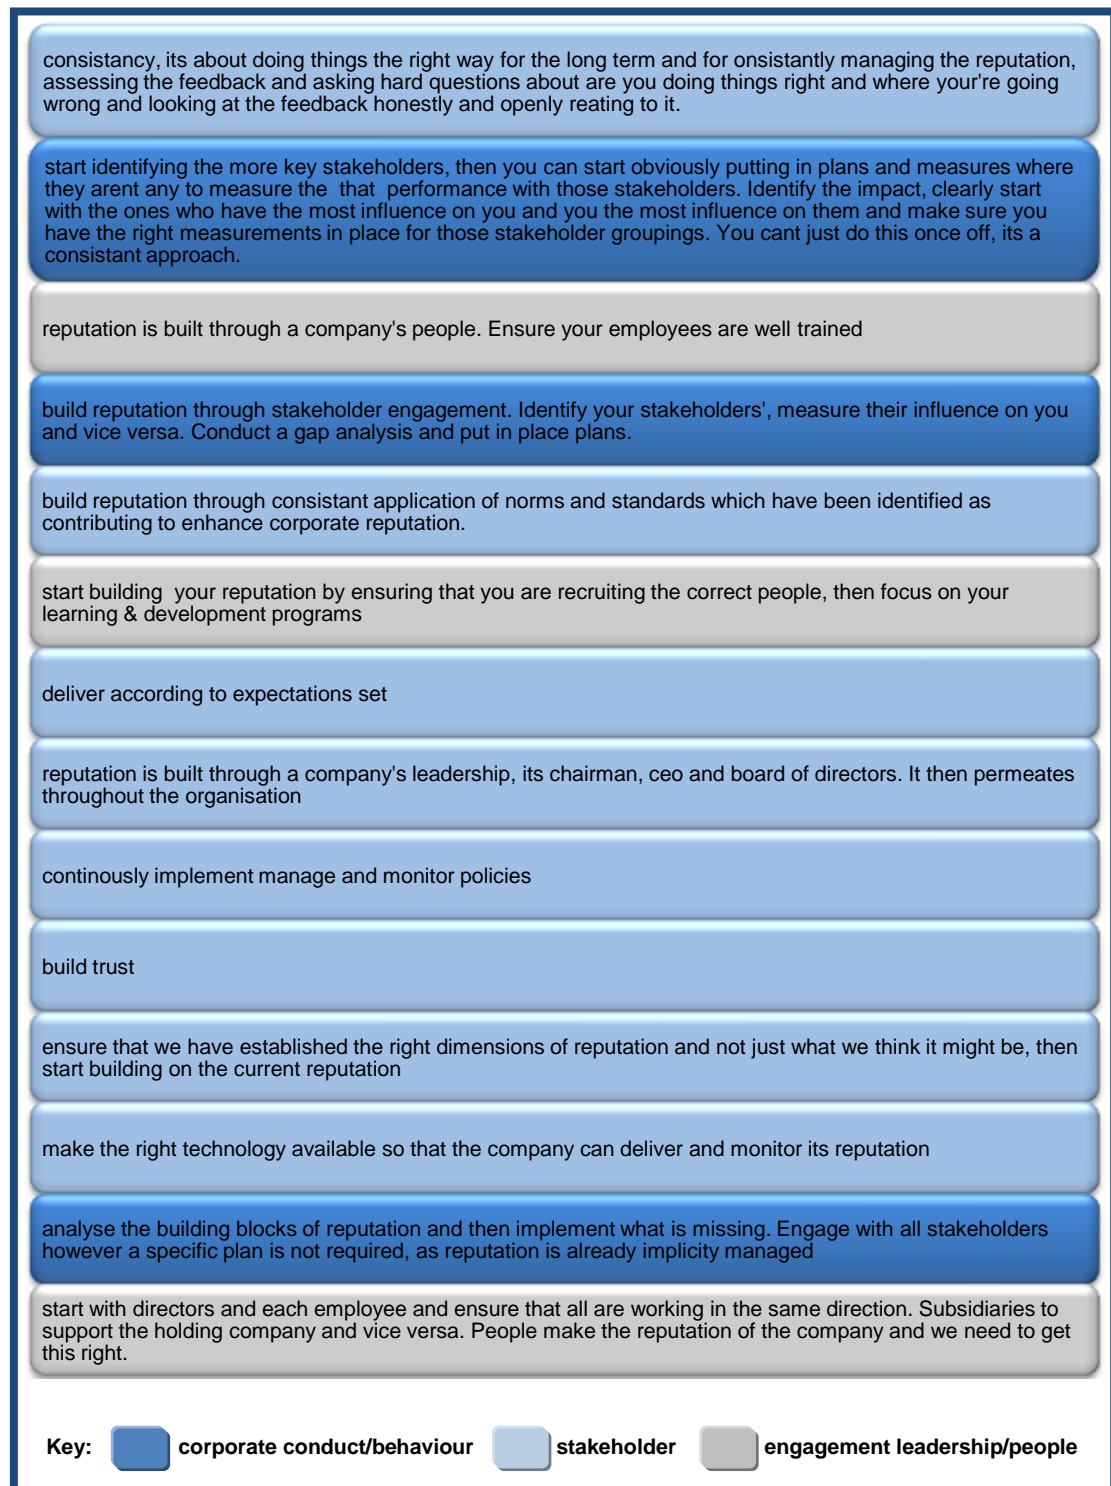 consistancy, its about doing things the right way for the long term and for onsistantly managing the reputation,
assessing the feedback and asking hard questions about are you doing things right and where your're going
wrong and looking at the feedback honestly and openly reating to it.
start identifying the more key stakeholders, then you can start obviously putting in plans and measures where
they arent any to measure the  that  performance with those stakeholders. Identify the impact, clearly start
with the ones who have the most influence on you and you the most influence on them and make sure you
have the right measurements in place for those stakeholder groupings. You cant just do this once off, its a
consistant approach.
reputation is built through a company's people. Ensure your employees are well trained
build reputation through stakeholder engagement. Identify your stakeholders', measure their influence on you
and vice versa. Conduct a gap analysis and put in place plans.
build reputation through consistant application of norms and standards which have been identified as
contributing to enhance corporate reputation.
start building  your reputation by ensuring that you are recruiting the correct people, then focus on your
learning & development programs
deliver according to expectations set
reputation is built through a company's leadership, its chairman, ceo and board of directors. It then permeates
throughout the organisation
continously implement manage and monitor policies
build trust
ensure that we have established the right dimensions of reputation and not just what we think it might be, then
start building on the current reputation
make the right technology available so that the company can deliver and monitor its reputation
analyse the building blocks of reputation and then implement what is missing. Engage with all stakeholders
however a specific plan is not required, as reputation is already implicity managed
start with directors and each employee and ensure that all are working in the same direction. Subsidiaries to
support the holding company and vice versa. People make the reputation of the company and we need to get
this right.
Key: corporate conduct/behaviour stakeholder engagement leadership/people